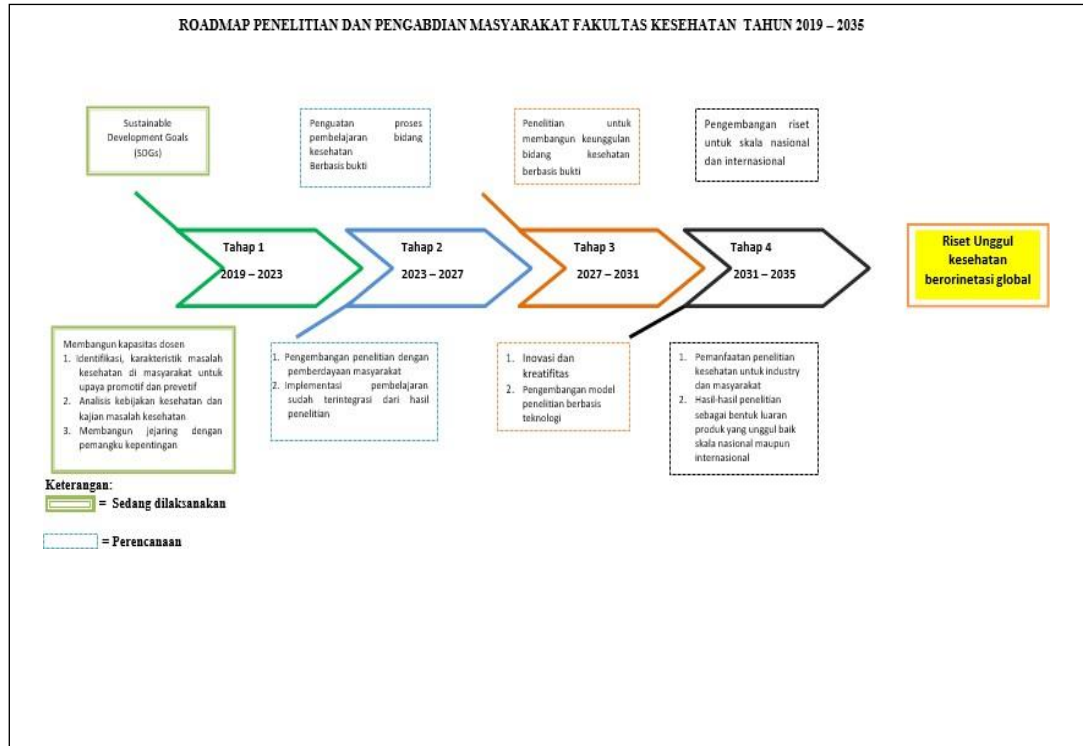 ROADMAP PENELITIAN DAN PENGABDIAN MASYARAKAT FAKULTAS KESEHATAN TAHUN 2019 – 2035
Sustainable
Development Goals
(SDGs)
Penguatan proses
pembelajaran bidang
kesehatan
Berbasis bukti
Penelitian untuk
membangun keunggulan
bidang kesehatan
berbasis bukti
Pengembangan riset
untuk skala nasional
dan internasional
Tahap 1
2019 – 2023
Tahap 2
2023 – 2027
Tahap 3
2027 – 2031
Tahap 4
2031 – 2035
Riset Unggul
kesehatan
berorinetasi global
Membangun kapasitas dosen
1. Identifikasi, karakteristik masalah
kesehatan di masyarakat untuk
upaya promotif dan prevetif
2. Analisis kebijakan kesehatan dan
kajian masalah kesehatan
3. Membangun jejaring dengan
pemangku kepentingan
1. Pengembangan penelitian dengan
pemberdayaan masyarakat
2. Implementasi pembelajaran
sudah terintegrasi dari hasil
penelitian
1. Inovasi dan
kreatifitas
2. Pengembangan model
penelitian berbasis
teknologi
1. Pemanfaatan penelitian
kesehatan untuk industry
dan masyarakat
2. Hasil-hasil penelitian
sebagai bentuk luaran
produk yang unggul baik
skala nasional maupun
internasional
Keterangan:
= Sedang dilaksanakan
= Perencanaan